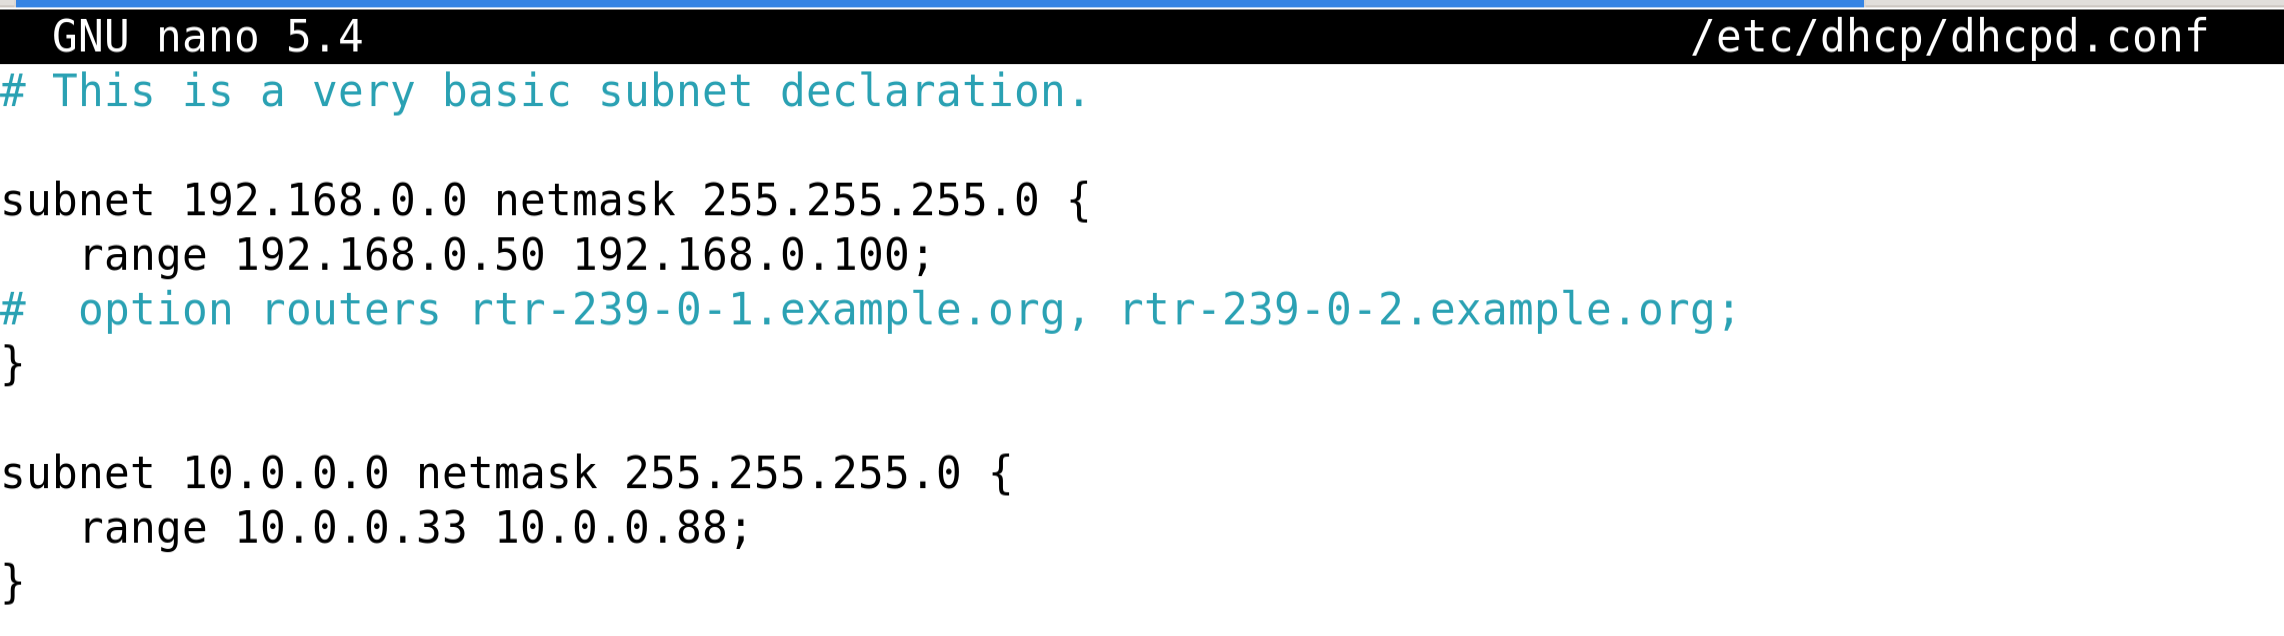 GNU nano 5.4 /etc/dhcp/dhcpd.conf
# This is a very basic subnet declaration.
subnet 192.168.0.0 netmask 255.255.255.0 {
   range 192.168.0.50 192.168.0.100;
#  option routers rtr-239-0-1.example.org, rtr-239-0-2.example.org;
}
subnet 10.0.0.0 netmask 255.255.255.0 {
   range 10.0.0.33 10.0.0.88;
}